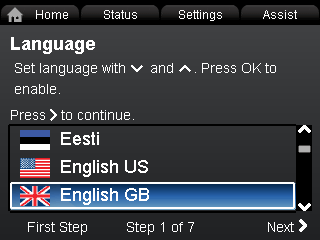 Home Status Settings Assist
Language
Set language with and . Press OK to
enable.
Press to continue.
Eesti
English US
English GB
First Step Step 1 of 7 Next